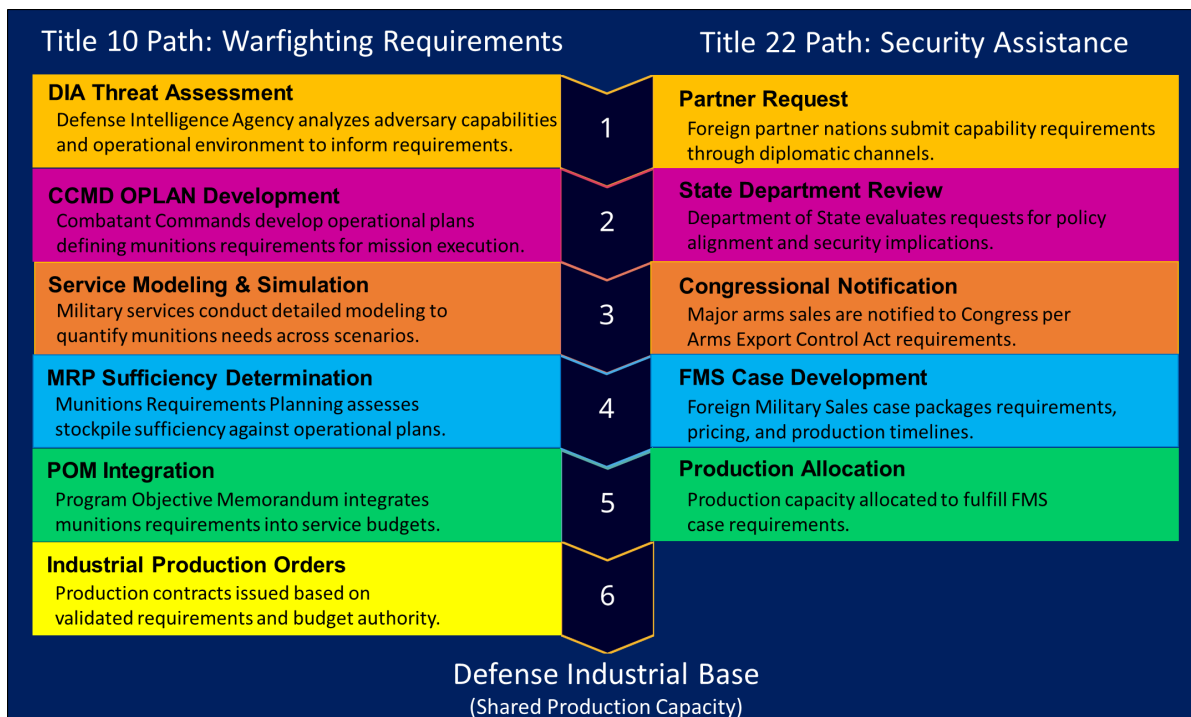 Title 10 Path: Warfighting Requirements
Title 22 Path: Security Assistance
DIA Threat Assessment
Defense Intelligence Agency analyzes adversary capabilities
and operational environment to inform requirements.
1
Partner Request
Foreign partner nations submit capability requirements
through diplomatic channels.
CCMD OPLAN Development
Combatant Commands develop operational plans
defining munitions requirements for mission execution.
2
State Department Review
Department of State evaluates requests for policy
alignment and security implications.
Service Modeling & Simulation
Military services conduct detailed modeling to
quantify munitions needs across scenarios.
3
Congressional Notification
Major arms sales are notified to Congress per
Arms Export Control Act requirements.
MRP Sufficiency Determination
Munitions Requirements Planning assesses
stockpile sufficiency against operational plans.
4
FMS Case Development
Foreign Military Sales case packages requirements,
pricing, and production timelines.
POM Integration
Program Objective Memorandum integrates
munitions requirements into service budgets.
5
Production Allocation
Production capacity allocated to fulfill FMS
case requirements.
Industrial Production Orders
Production contracts issued based on
validated requirements and budget authority.
6
Defense Industrial Base
(Shared Production Capacity)